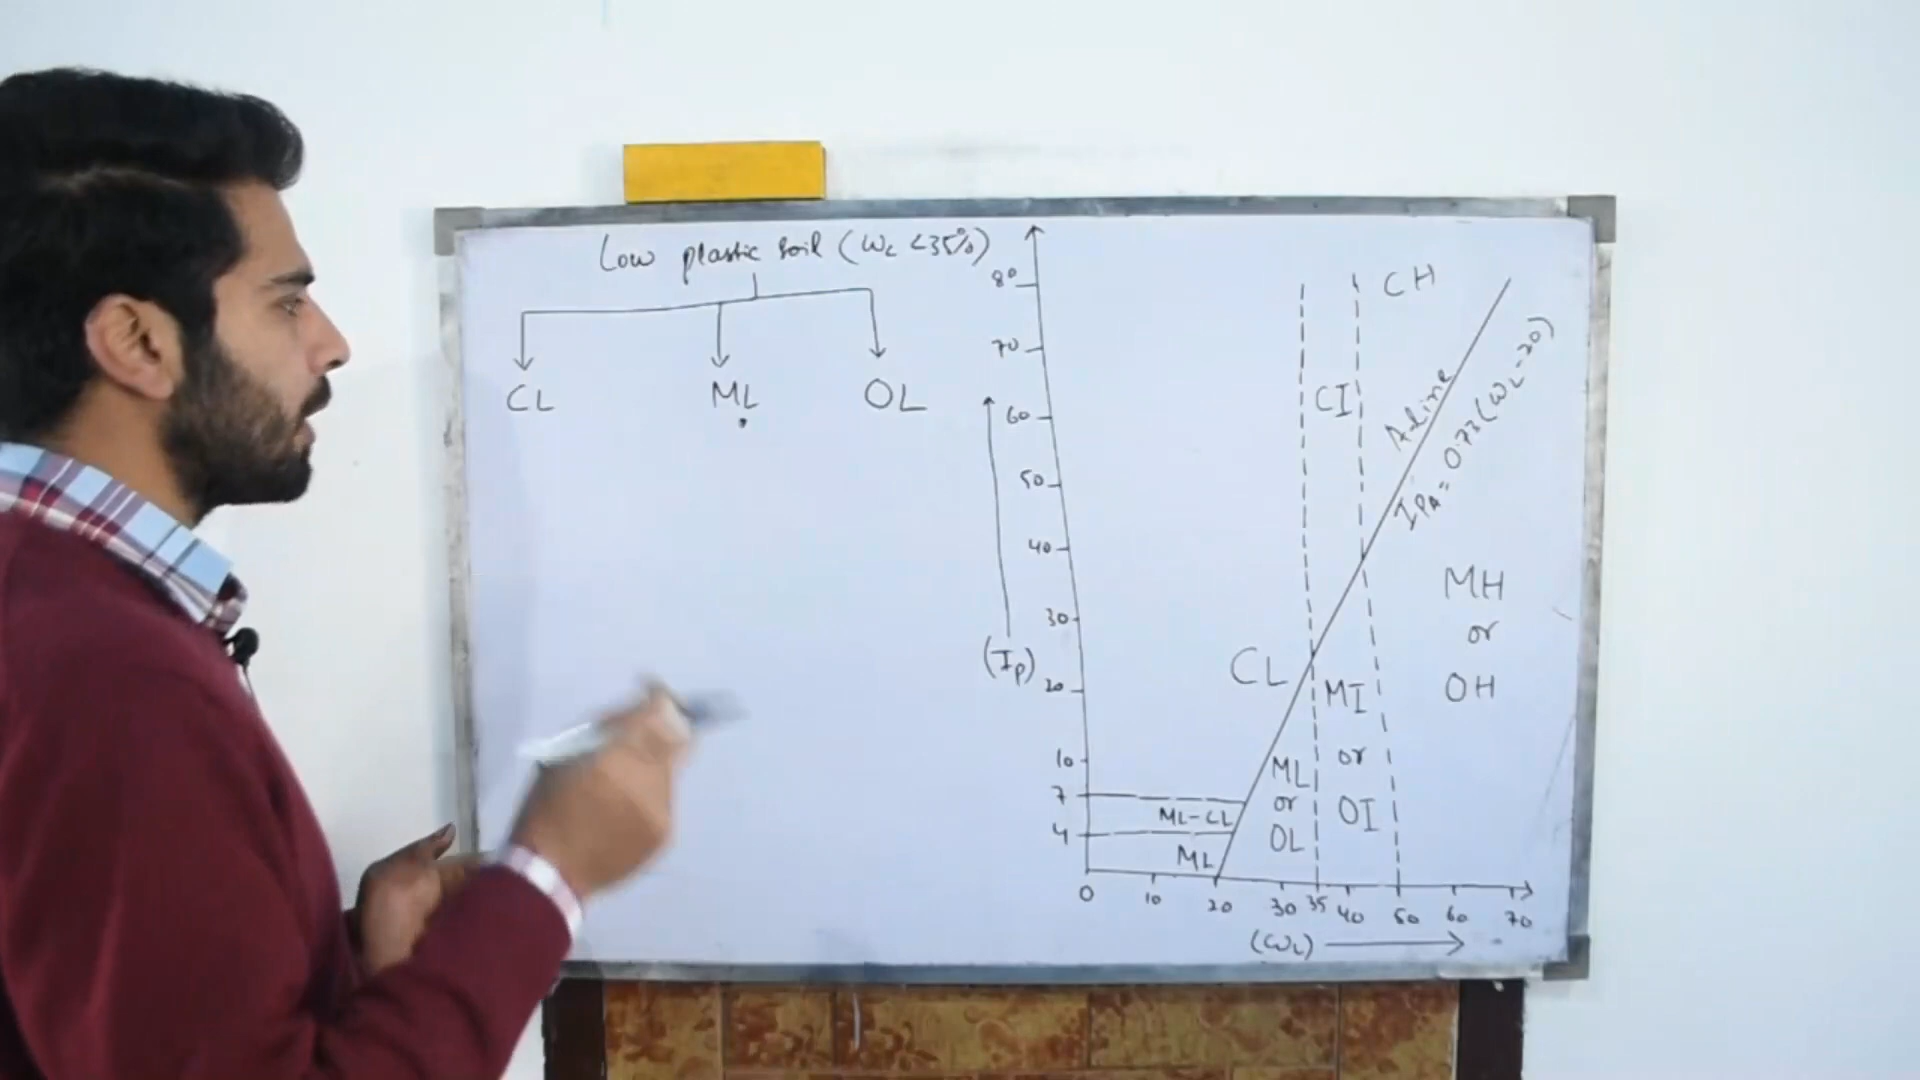 Low plastic soil (WL <35%)
CL ML OL
80
70
60
50
40
30
20
10
7
4
(Ip)
CH
CI
A-line
IPA = 0.73(WL-20)
CL
MI
or
OI
MH
or
OH
ML
or
OL
ML-CL
ML
0 10 20 30 35 40 50 60 70
(WL)